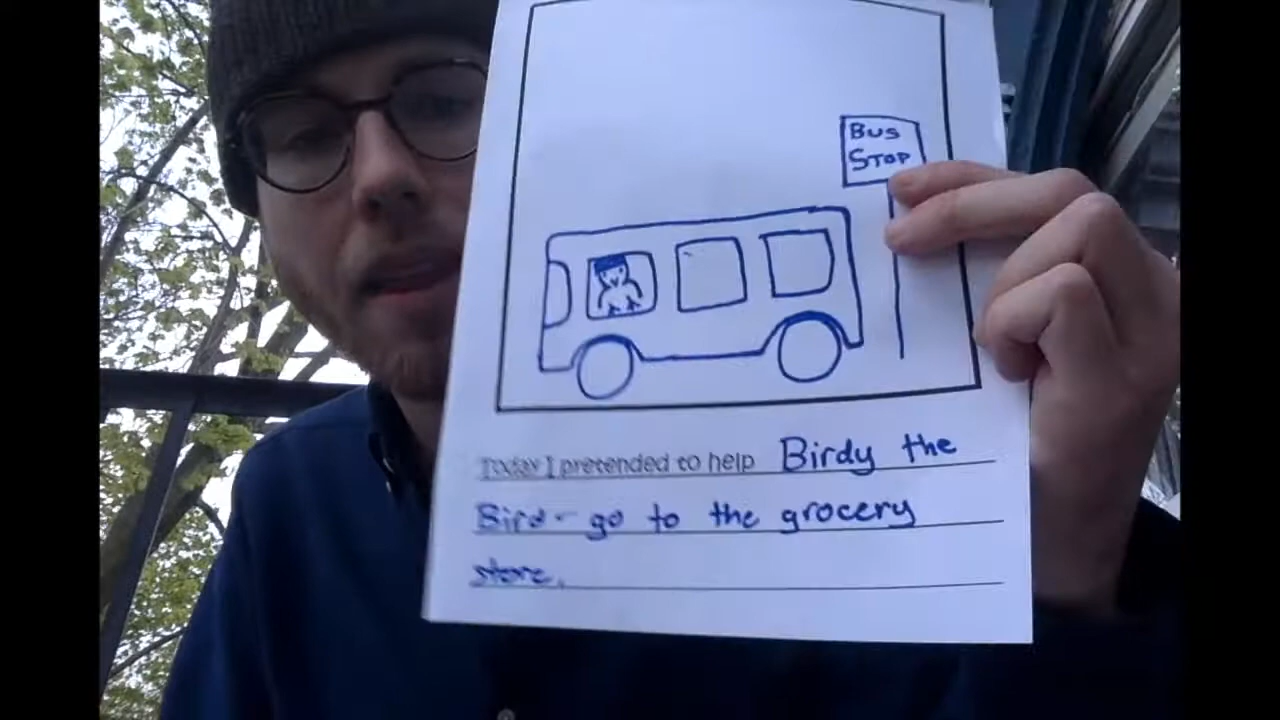 BUS
STOP
Today I pretended to help Birdy the
Bird - go to the grocery
store.